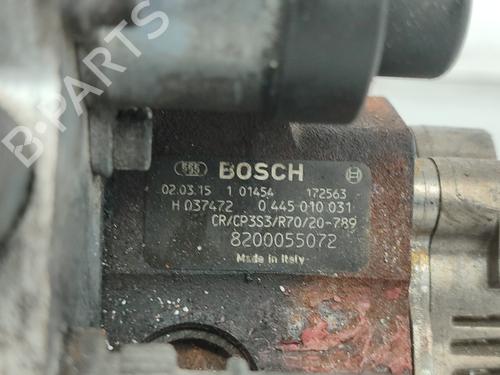 BOSCH
02.03.15 1 01454 172563
H 037472 0 445 010 031
CR/CP3S3/R70/20-789
8200055072
Made in Italy
B-PARTS